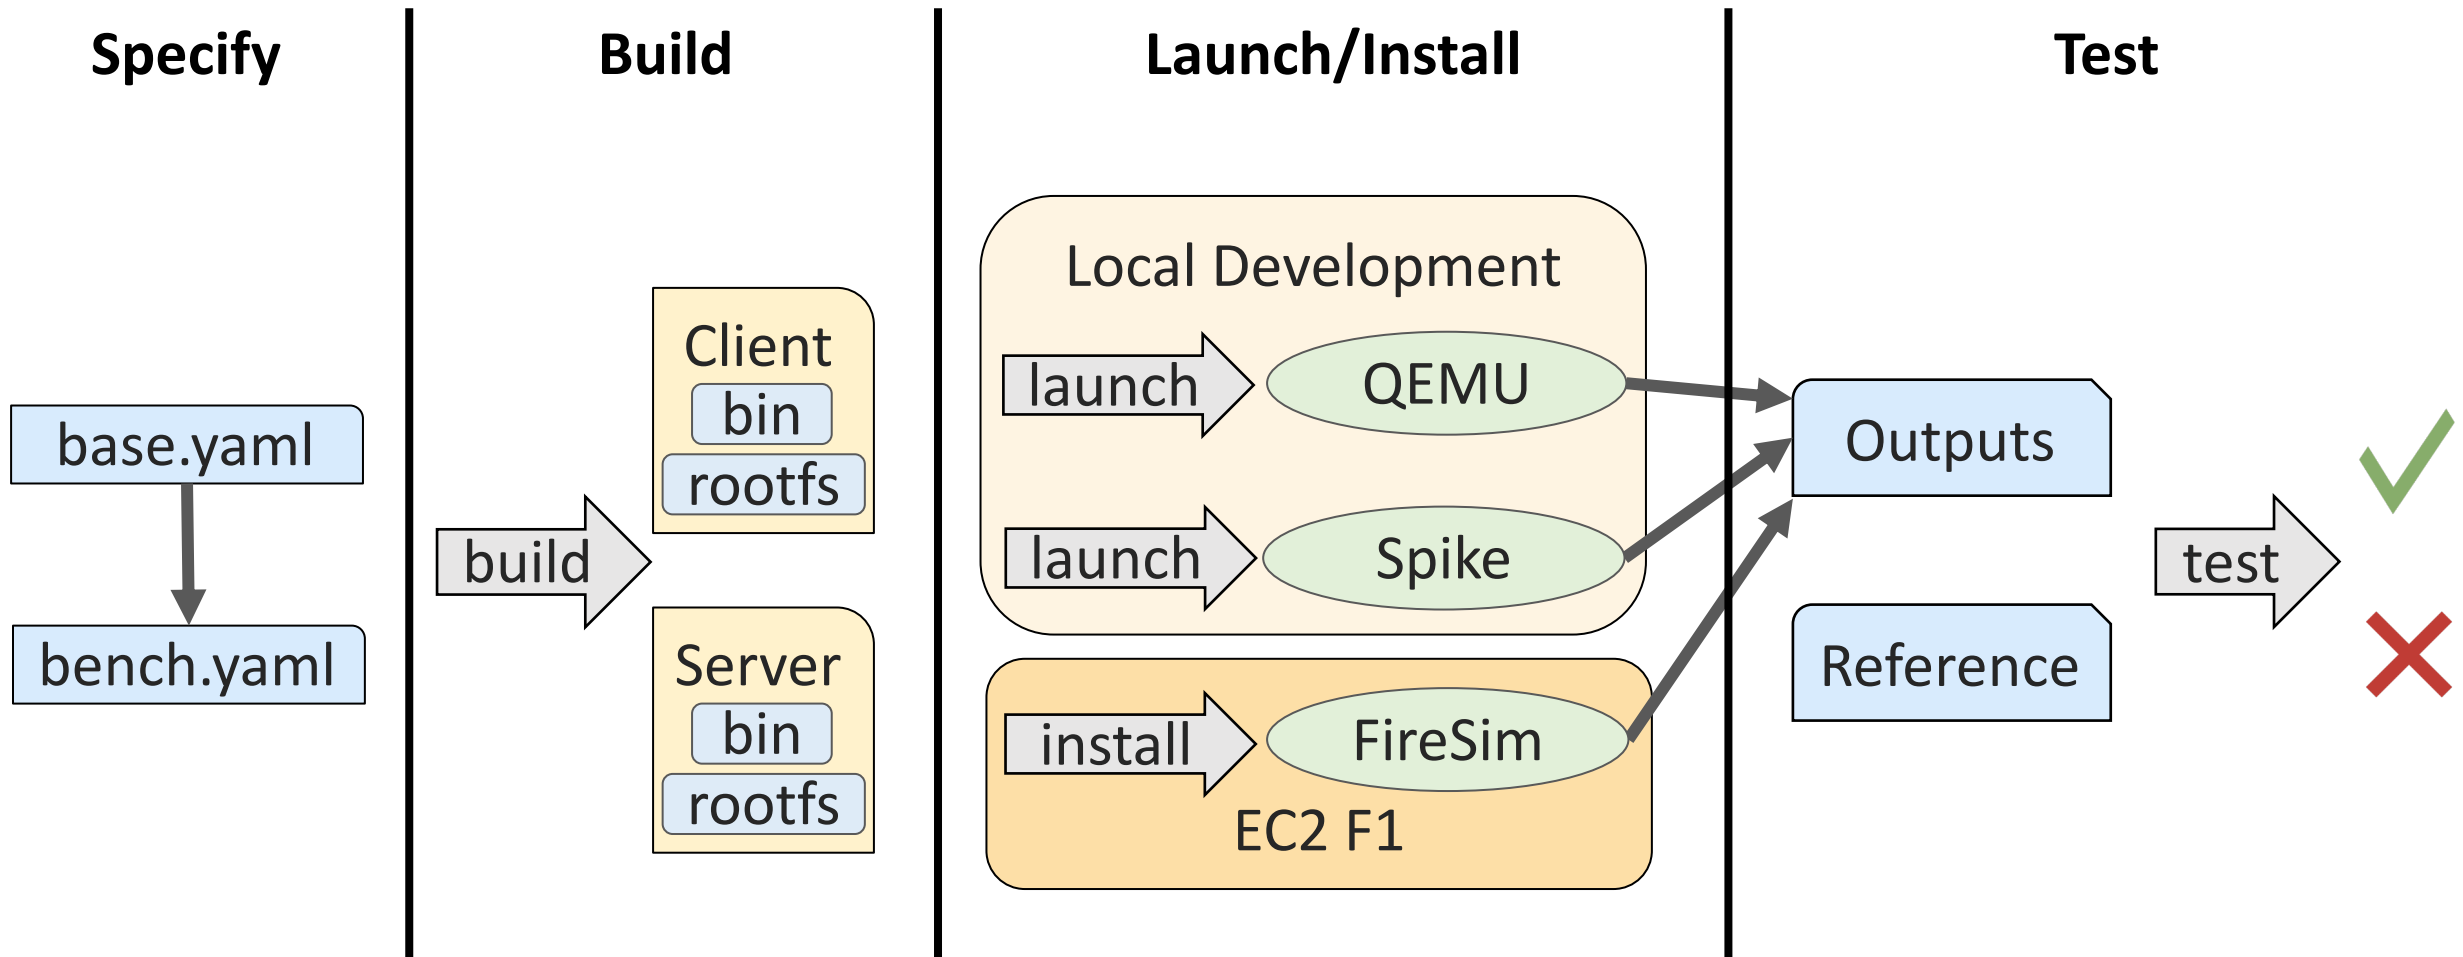 Specify
Build
Launch/Install
Test
base.yaml
bench.yaml
build
Client
bin
rootfs
Server
bin
rootfs
Local Development
launch
QEMU
launch
Spike
install
FireSim
EC2 F1
Outputs
Reference
test